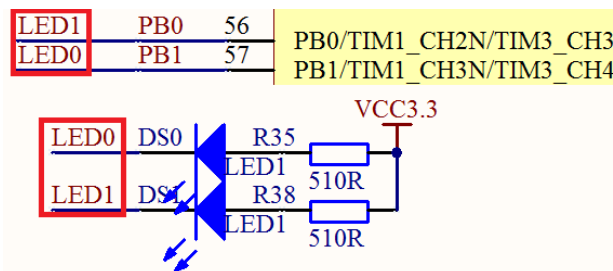 LED1 PB0 56 PB0/TIM1_CH2N/TIM3_CH3
LED0 PB1 57 PB1/TIM1_CH3N/TIM3_CH4
VCC3.3
LED0 DS0 R35
LED1 510R
LED1 DS1 R38
LED1 510R